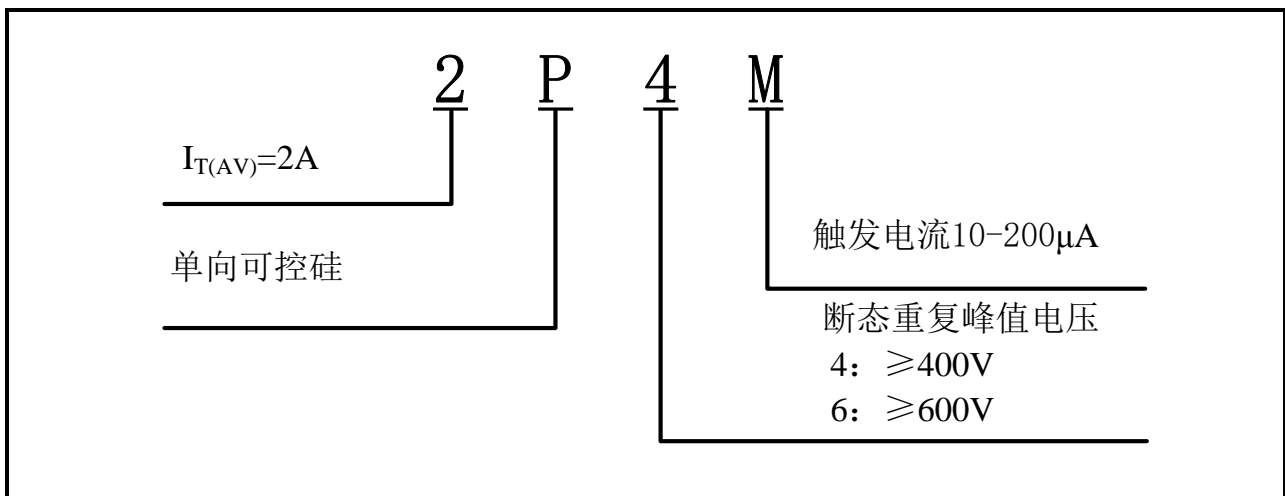 2 P 4 M
I_T(AV)=2A
单向可控硅
触发电流10-200μA
断态重复峰值电压
4：≥400V
6：≥600V